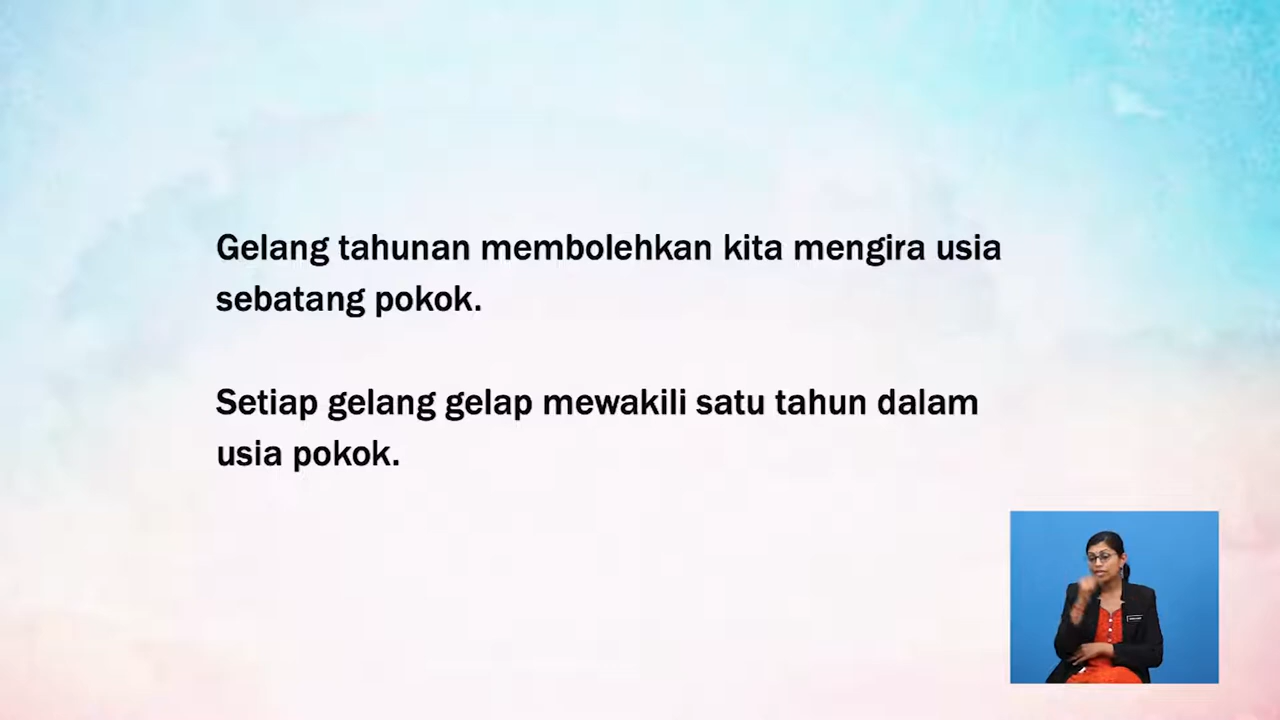 Gelang tahunan membolehkan kita mengira usia
sebatang pokok.
Setiap gelang gelap mewakili satu tahun dalam
usia pokok.